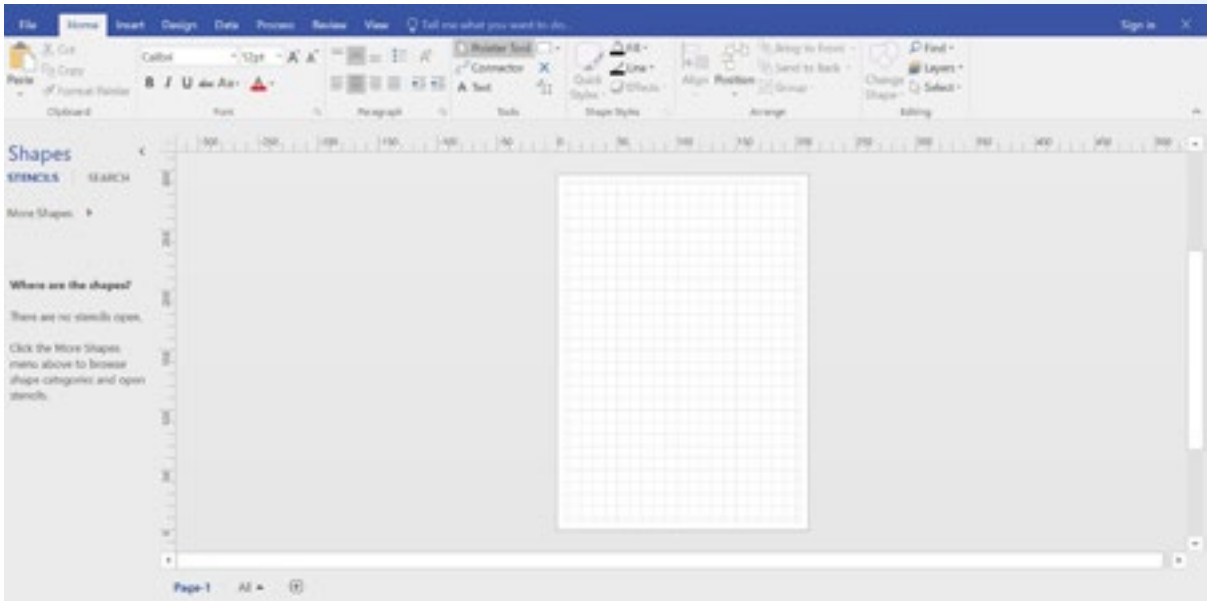 File Home Insert Design Data Process Review View Tell me what you want to do... Sign in
Cut
Copy
Paste
Format Painter
Clipboard
Calibri 12pt
B I U abc Aa A
Font
Paragraph
Pointer Tool
Connector
A Text
Tools
Quick Styles
Fill
Line
Effects
Shape Styles
Align Position
Bring to Front
Send to Back
Group
Arrange
Change Shape
Find
Layers
Select
Editing
Shapes
STENCILS SEARCH
More Shapes
Where are the shapes?
There are no stencils open.
Click the More Shapes
menu above to browse
shape categories and open
stencils.
Page-1 All